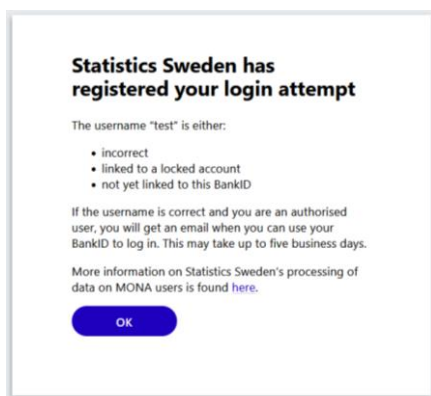 Statistics Sweden has
registered your login attempt
The username "test" is either:
• incorrect
• linked to a locked account
• not yet linked to this BankID
If the username is correct and you are an authorised
user, you will get an email when you can use your
BankID to log in. This may take up to five business days.
More information on Statistics Sweden's processing of
data on MONA users is found here.
OK